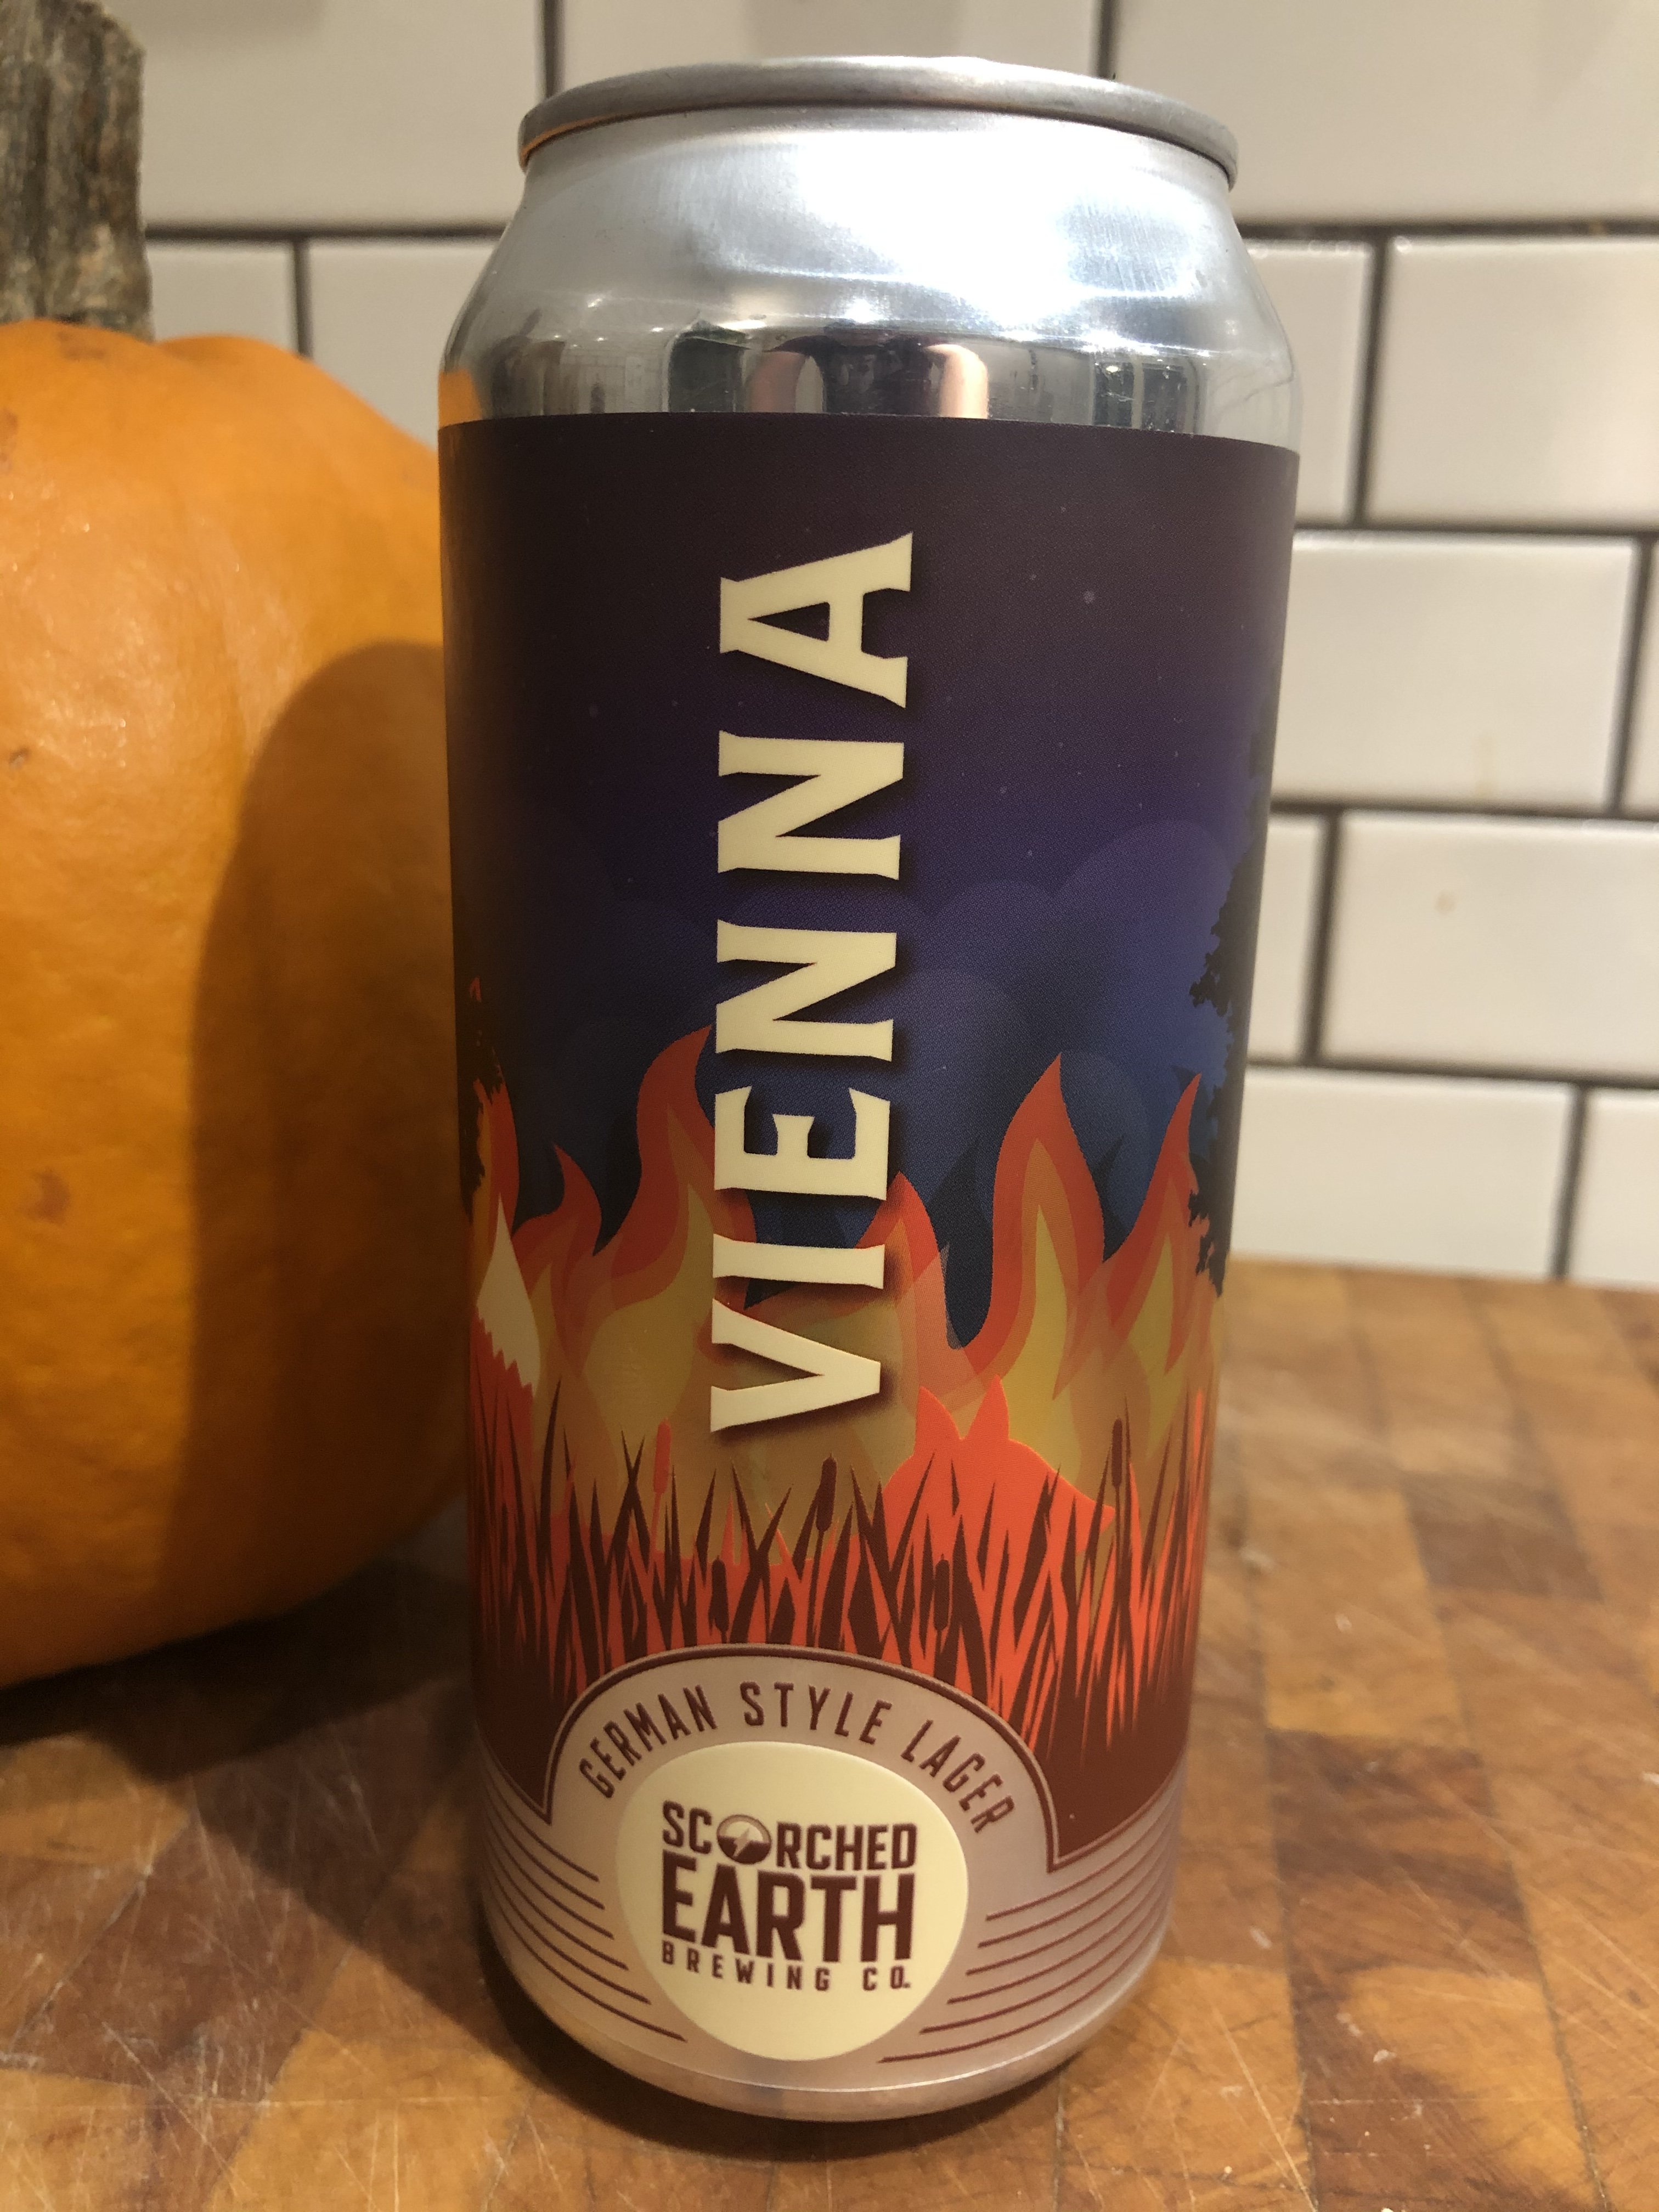 VIENNA
GERMAN STYLE LAGER
SCORCHED
EARTH
BREWING CO.